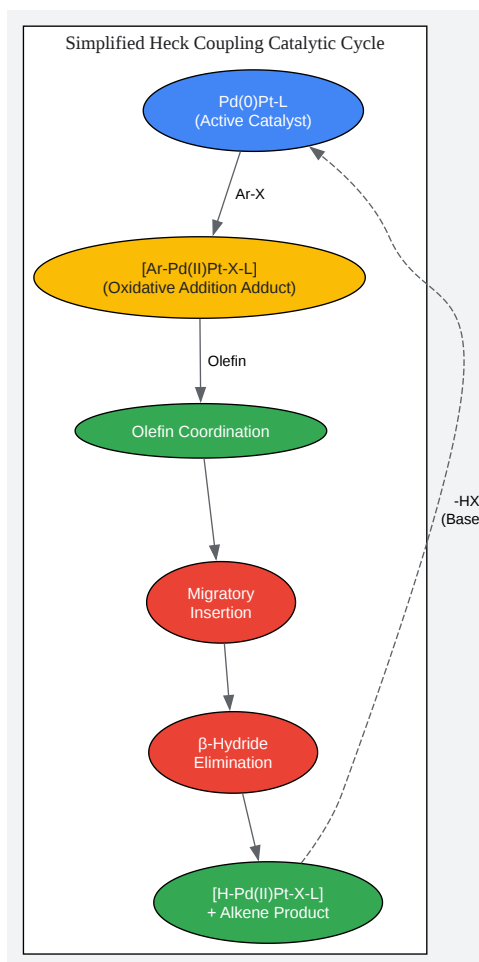 Simplified Heck Coupling Catalytic Cycle
Pd(0)Pt-L
(Active Catalyst)
Ar-X
[Ar-Pd(II)Pt-X-L]
(Oxidative Addition Adduct)
Olefin
Olefin Coordination
-HX
(Base
Migratory
Insertion
β-Hydride
Elimination
[H-Pd(II)Pt-X-L]
+ Alkene Product